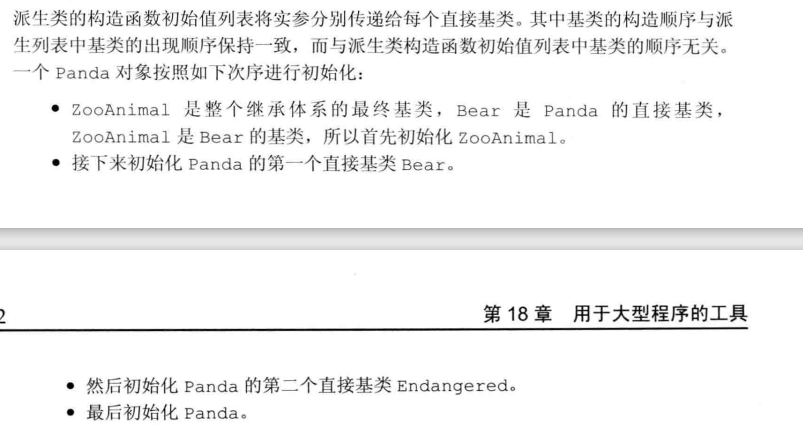 派生类的构造函数初始值列表将实参分别传递给每个直接基类。其中基类的构造顺序与派
生列表中基类的出现顺序保持一致，而与派生类构造函数初始值列表中基类的顺序无关。
一个 Panda 对象按照如下次序进行初始化：
● ZooAnimal 是整个继承体系的最终基类，Bear 是 Panda 的直接基类，
ZooAnimal 是 Bear 的基类，所以首先初始化 ZooAnimal。
● 接下来初始化 Panda 的第一个直接基类 Bear。
2
第 18 章 用于大型程序的工具
● 然后初始化 Panda 的第二个直接基类 Endangered。
● 最后初始化 Panda。